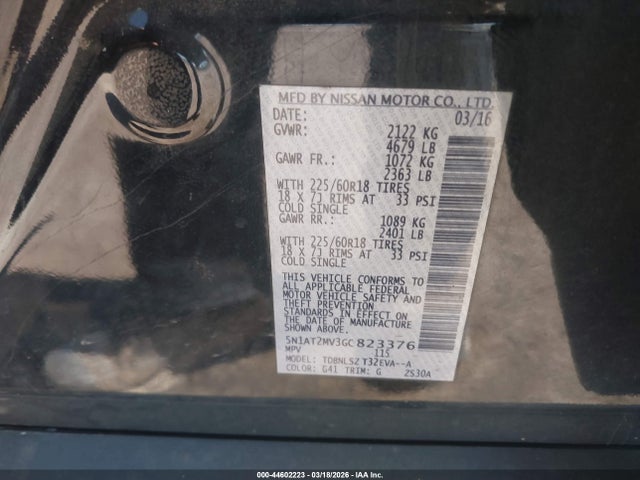 MFD BY NISSAN MOTOR CO., LTD.
DATE: 03/16
GVWR: 2122 KG
4679 LB
GAWR FR.: 1072 KG
2363 LB
WITH 225/60R18 TIRES
18 X 7J RIMS AT 33 PSI
COLD SINGLE
GAWR RR.: 1089 KG
2401 LB
WITH 225/60R18 TIRES
18 X 7J RIMS AT 33 PSI
COLD SINGLE
THIS VEHICLE CONFORMS TO
ALL APPLICABLE FEDERAL
MOTOR VEHICLE SAFETY AND
THEFT PREVENTION
STANDARDS IN EFFECT ON
THE DATE OF MANUFACTURE
SHOWN ABOVE.
5N1AT2MV3GC823376
MPV 115
MODEL: TDBNLSZ T32EVA--A
COLOR: G41 TRIM: G 2S30A
000-44602223 - 03/18/2026 - IAA Inc.